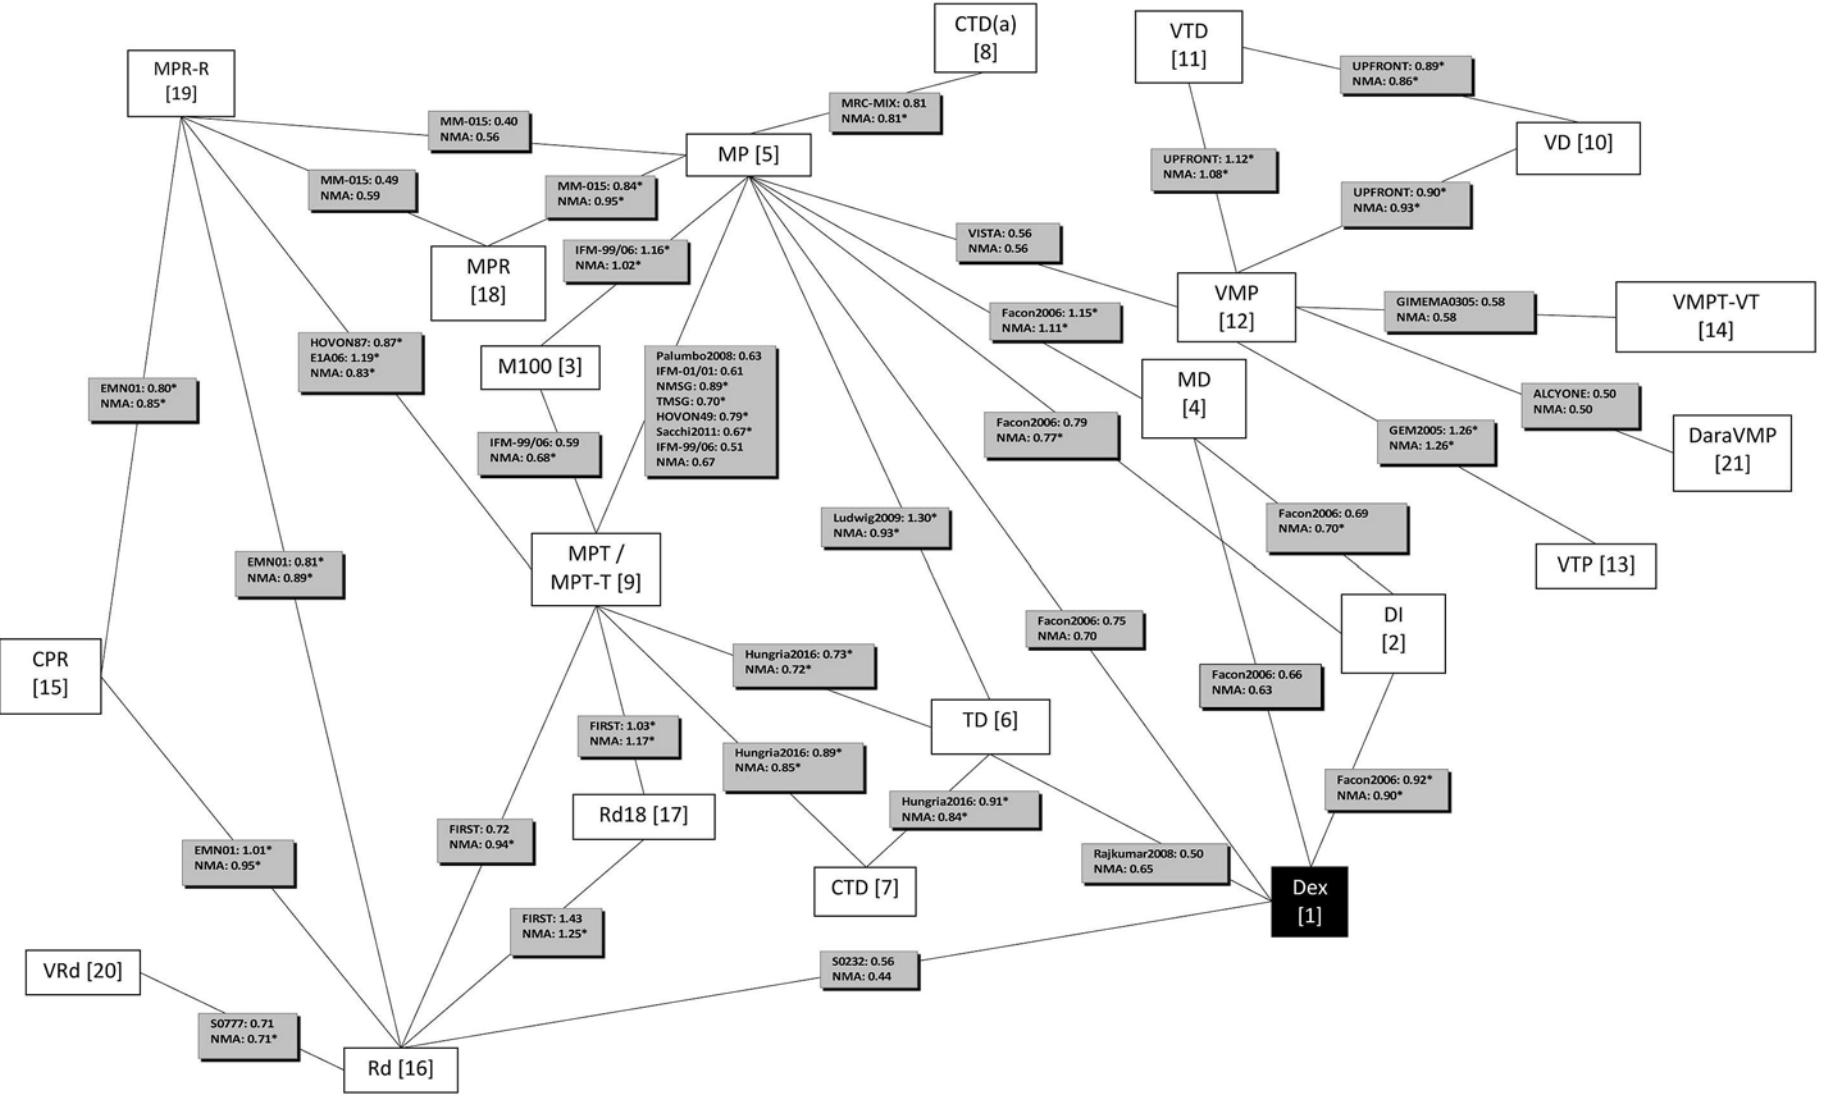 CTD(a)
[8]
VTD
[11]
MPR-R
[19]
UPFRONT: 0.89*
NMA: 0.86*
MRC-MIX: 0.81
NMA: 0.81*
MM-015: 0.40
NMA: 0.56
MP [5]
VD [10]
UPFRONT: 1.12*
NMA: 1.08*
MM-015: 0.49
NMA: 0.59
MM-015: 0.84*
NMA: 0.95*
UPFRONT: 0.90*
NMA: 0.93*
VISTA: 0.56
NMA: 0.56
IFM-99/06: 1.16*
NMA: 1.02*
MPR
[18]
VMP
[12]
GIMEMA0305: 0.58
NMA: 0.58
VMPT-VT
[14]
Facon2006: 1.15*
NMA: 1.11*
HOVON87: 0.87*
E1A06: 1.19*
NMA: 0.83*
M100 [3]
Palumbo2008: 0.63
IFM-01/01: 0.61
NMSG: 0.89*
TMSG: 0.70*
HOVON49: 0.79*
Sacchi2011: 0.67*
IFM-99/06: 0.51
NMA: 0.67
MD
[4]
EMN01: 0.80*
NMA: 0.85*
ALCYONE: 0.50
NMA: 0.50
Facon2006: 0.79
NMA: 0.77*
GEM2005: 1.26*
NMA: 1.26*
DaraVMP
[21]
IFM-99/06: 0.59
NMA: 0.68*
Ludwig2009: 1.30*
NMA: 0.93*
Facon2006: 0.69
NMA: 0.70*
MPT /
MPT-T [9]
VTP [13]
EMN01: 0.81*
NMA: 0.89*
DI
[2]
Facon2006: 0.75
NMA: 0.70
CPR
[15]
Hungria2016: 0.73*
NMA: 0.72*
Facon2006: 0.66
NMA: 0.63
TD [6]
FIRST: 1.03*
NMA: 1.17*
Hungria2016: 0.89*
NMA: 0.85*
Facon2006: 0.92*
NMA: 0.90*
Rd18 [17]
Hungria2016: 0.91*
NMA: 0.84*
FIRST: 0.72
NMA: 0.94*
EMN01: 1.01*
NMA: 0.95*
Rajkumar2008: 0.50
NMA: 0.65
CTD [7]
Dex
[1]
FIRST: 1.43
NMA: 1.25*
VRd [20]
S0232: 0.56
NMA: 0.44
S0777: 0.71
NMA: 0.71*
Rd [16]